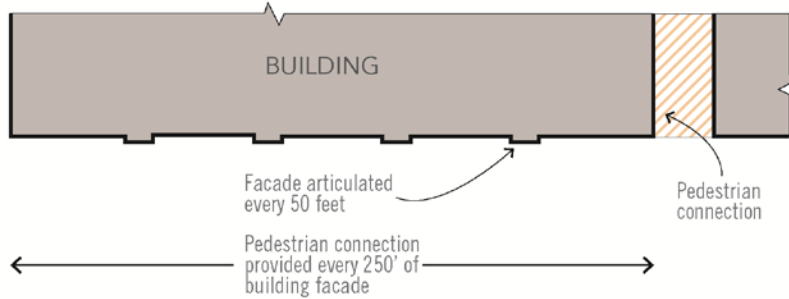 BUILDING
Facade articulated
every 50 feet
Pedestrian
connection
Pedestrian connection
provided every 250' of
building facade